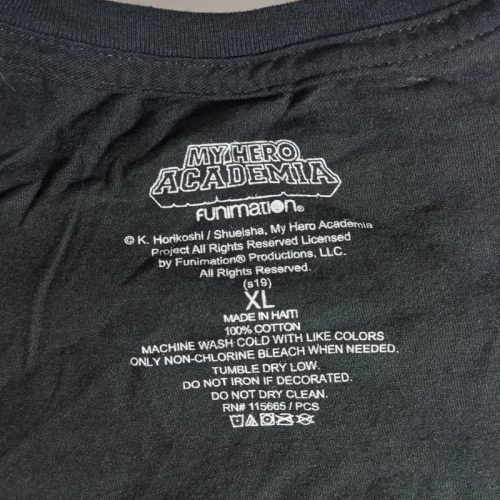 MY HERO
ACADEMIA
FUNIMATION®
© K. Horikoshi / Shueisha, My Hero Academia
Project All Rights Reserved Licensed
by Funimation® Productions, LLC.
All Rights Reserved.
(s19)
XL
MADE IN HAITI
100% COTTON
MACHINE WASH COLD WITH LIKE COLORS
ONLY NON-CHLORINE BLEACH WHEN NEEDED.
TUMBLE DRY LOW.
DO NOT IRON IF DECORATED.
DO NOT DRY CLEAN.
RN# 115665 / PCS